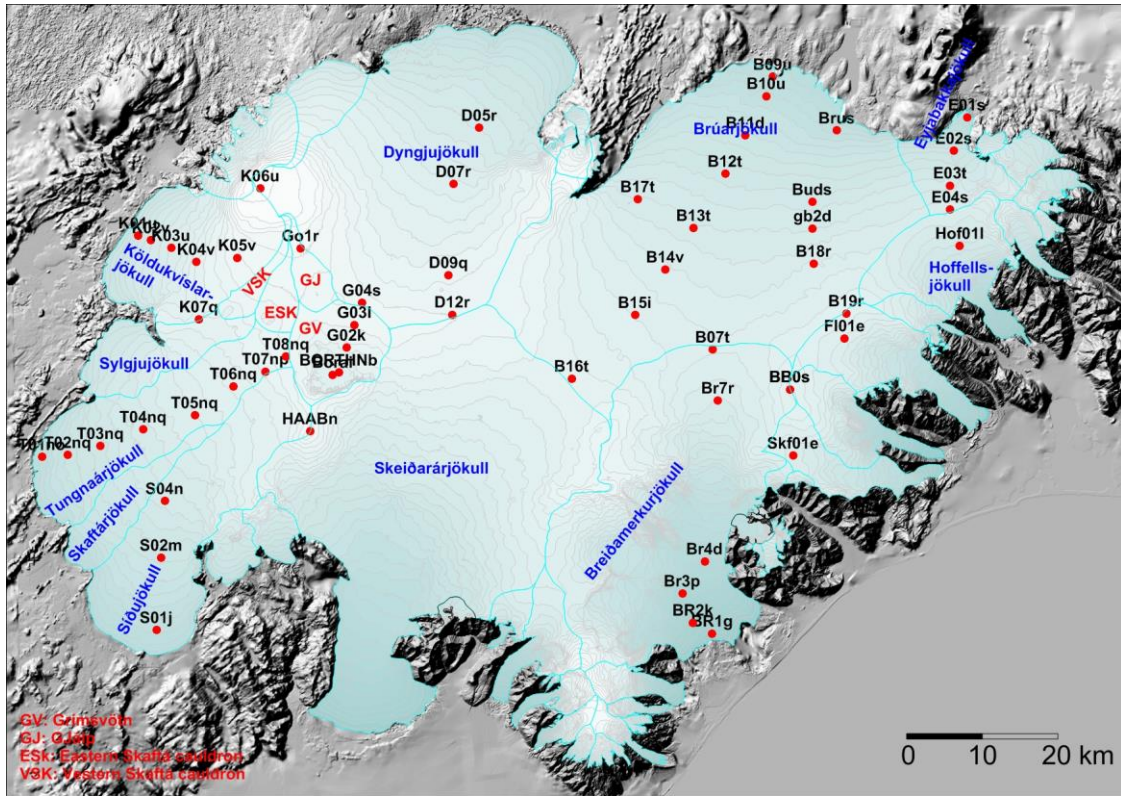 B09u
B10u
E01s
Eyjabakkajökull
D05r
B11d
Brúarjökull
Brus
E02s
Dyngjujökull
B12t
D07r
E03t
K06u
B17t
Buds
E04s
gb2d
K03u
K04v
K05v
Go1r
B13t
Hof01l
Köldukvíslar-
jökull
VSK
GJ
D09q
B14v
B18r
Hoffells-
jökull
G04s
ESK
G03i
D12r
B15i
B19r
K07q
GV
G02k
Fl01e
T08nq
B07t
Sylgjujökull
T07np
T06nq
B16t
BB0s
Br7r
T05nq
HAABn
T04nq
T03nq
T02nq
Skf01e
Skeiðarárjökull
Tungnaárjökull
S04n
Skaftárjökull
Breiðamerkurjökull
S02m
Br4d
Síðujökull
Br3p
BR2k
BR1g
S01j
GV: Grímsvötn
GJ: GJálp
ESk: Eastern Skaftá cauldron
VSK: Vestern Skaftá cauldron
0 10 20 km